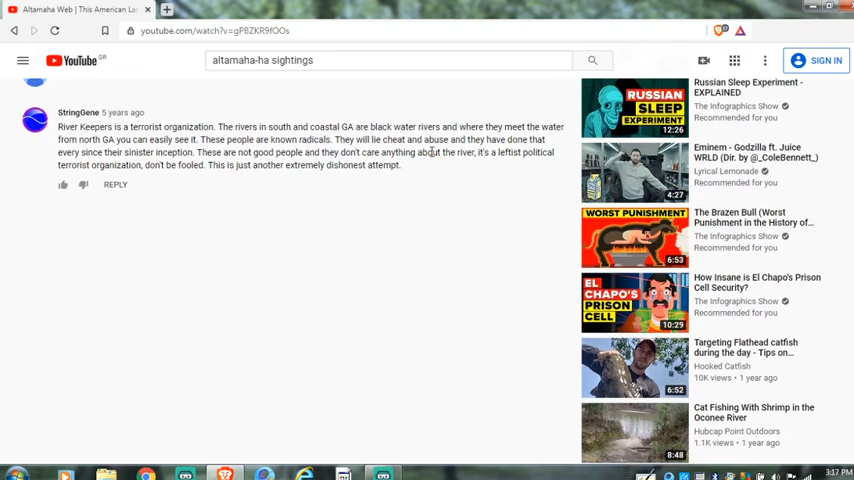 Altamaha Web | This American La
youtube.com/watch?v=gPBZKR9fOOs
YouTube GR
altamaha-ha sightings
SIGN IN
StringGene 5 years ago
River Keepers is a terrorist organization. The rivers in south and coastal GA are black water rivers and where they meet the water
from north GA you can easily see it. These people are known radicals. They will lie cheat and abuse and they have done that
every since their sinister inception. These are not good people and they don't care anything about the river, it's a leftist political
terrorist organization, don't be fooled. This is just another extremely dishonest attempt.
REPLY
RUSSIAN
SLEEP
EXPERIMENT
12:26
Russian Sleep Experiment -
EXPLAINED
The Infographics Show
Recommended for you
4:27
Eminem - Godzilla ft. Juice
WRLD (Dir. by @_ColeBennett_)
Lyrical Lemonade
Recommended for you
WORST PUNISHMENT
6:53
The Brazen Bull (Worst
Punishment in the History of...
The Infographics Show
Recommended for you
EL
CHAPO'S
PRISON
CELL
10:29
How Insane is El Chapo's Prison
Cell Security?
The Infographics Show
Recommended for you
6:52
Targeting Flathead catfish
during the day - Tips on...
Hooked Catfish
10K views • 1 year ago
8:48
Cat Fishing With Shrimp in the
Oconee River
Hubcap Point Outdoors
1.1K views • 1 year ago
3:17 PM